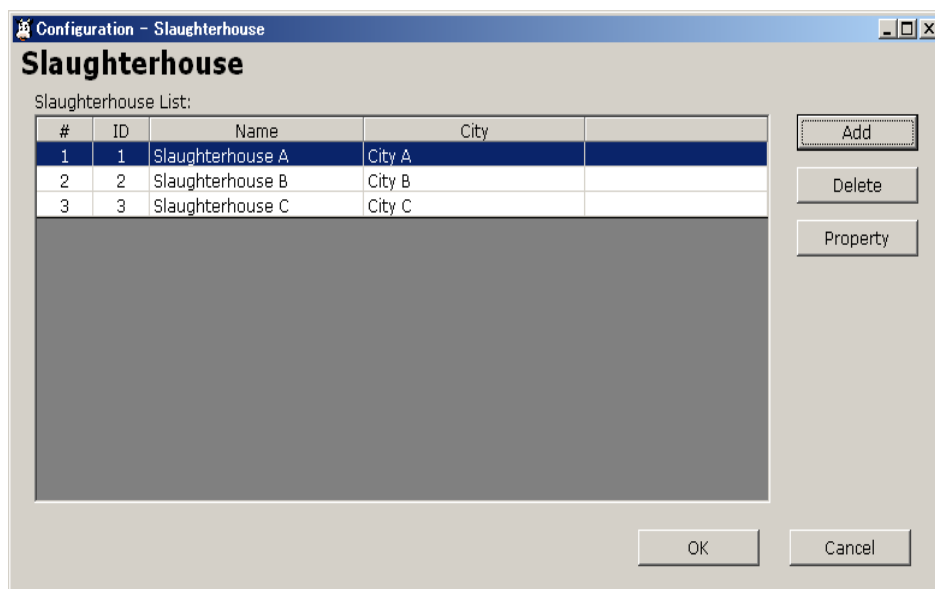 Configuration - Slaughterhouse
Slaughterhouse
Slaughterhouse List:
# ID Name City
1 1 Slaughterhouse A City A
2 2 Slaughterhouse B City B
3 3 Slaughterhouse C City C
Add
Delete
Property
OK Cancel